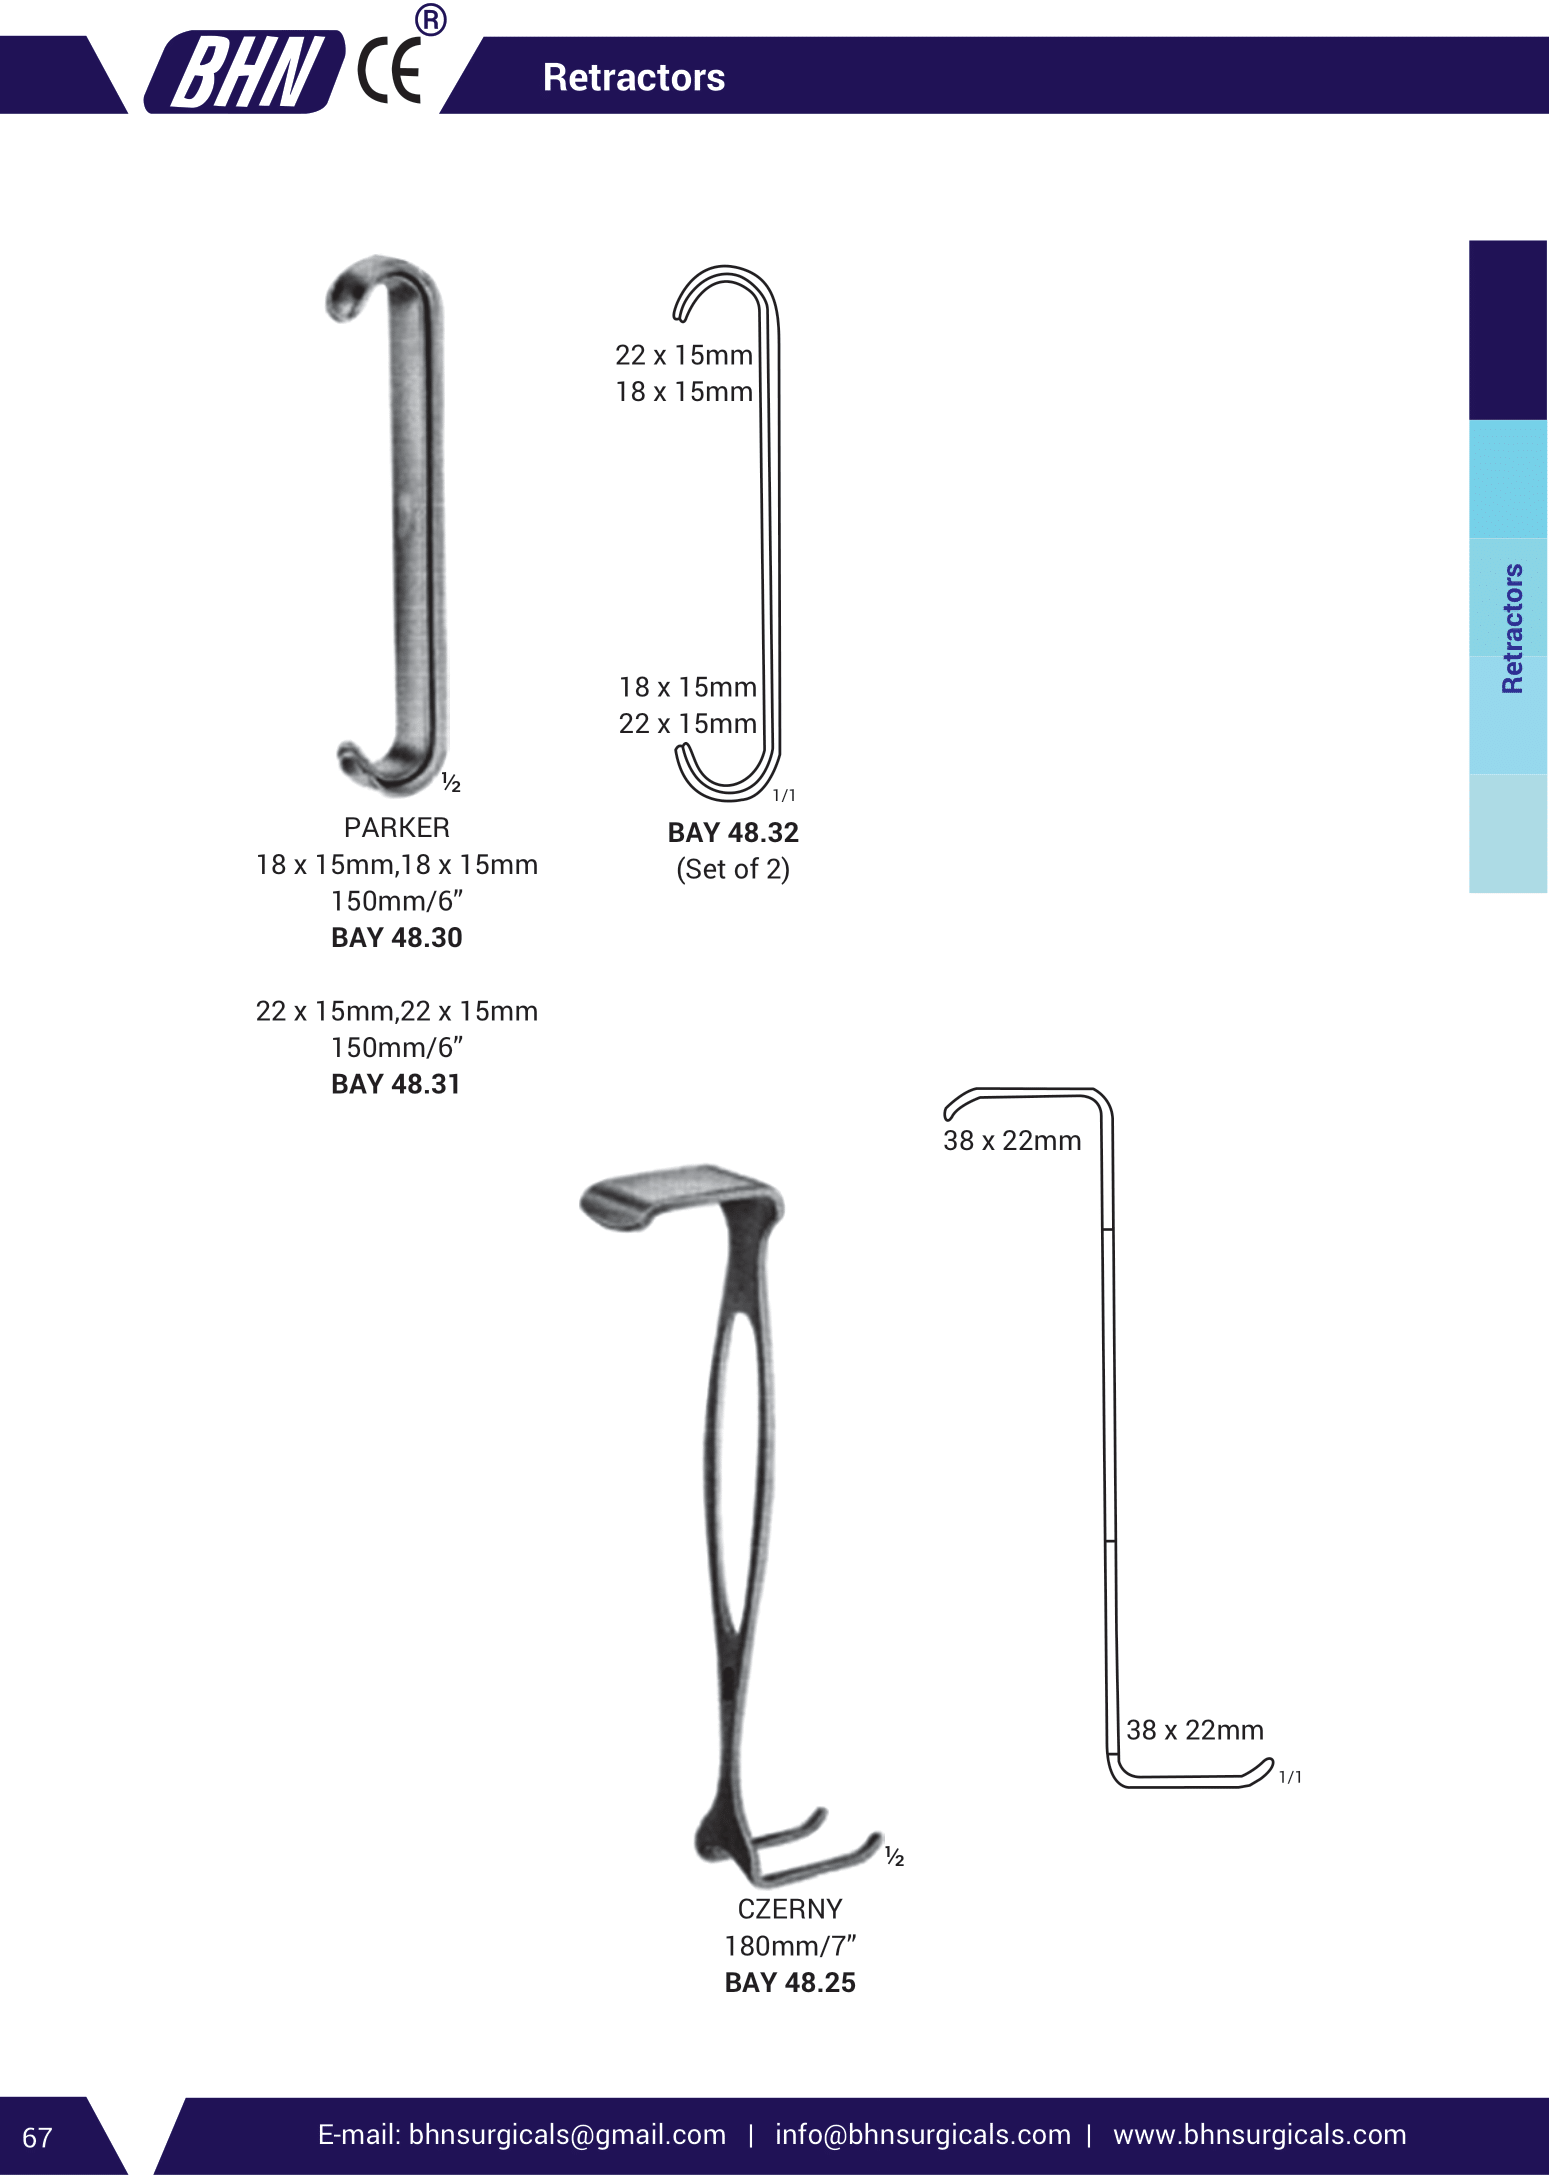 BHN CE ®
Retractors
22 x 15mm
18 x 15mm
18 x 15mm
22 x 15mm
½
1/1
PARKER
18 x 15mm,18 x 15mm
150mm/6”
BAY 48.30
22 x 15mm,22 x 15mm
150mm/6”
BAY 48.31
BAY 48.32
(Set of 2)
Retractors
38 x 22mm
38 x 22mm
1/1
½
CZERNY
180mm/7”
BAY 48.25
67
E-mail: bhnsurgicals@gmail.com | info@bhnsurgicals.com | www.bhnsurgicals.com